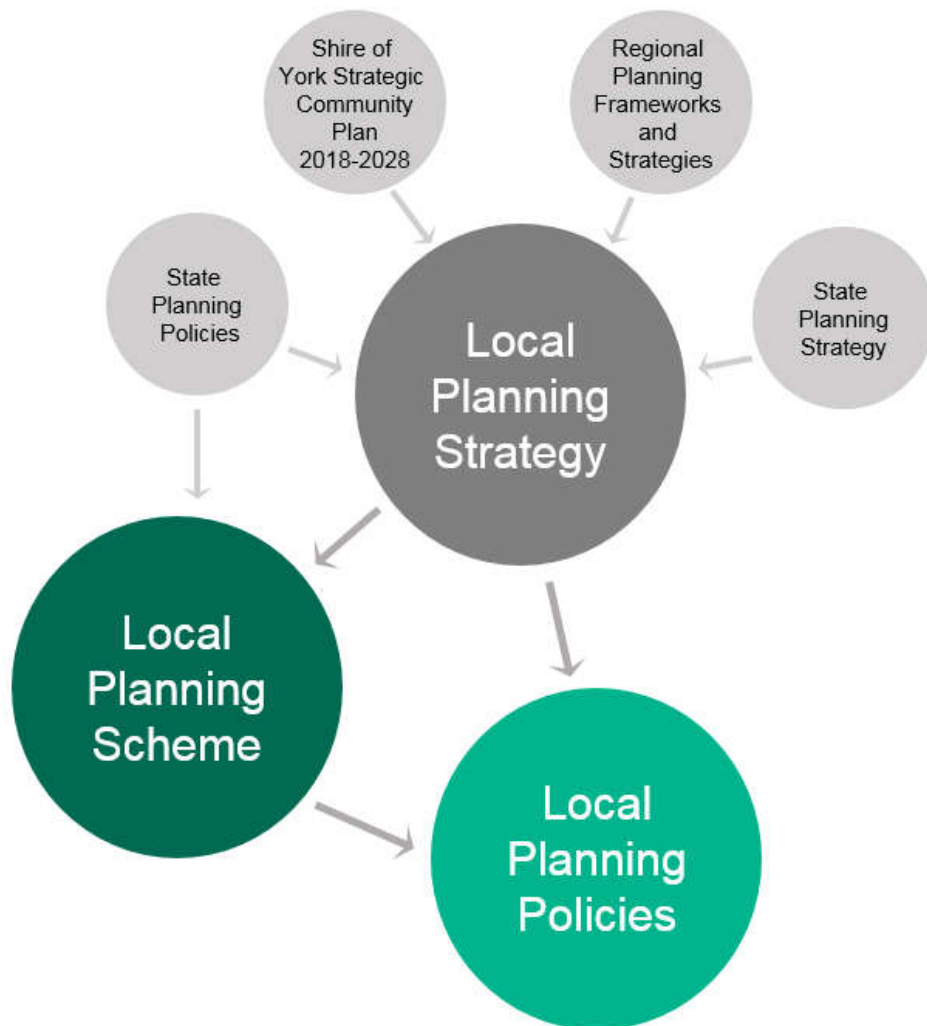 Shire of
York Strategic
Community
Plan
2018-2028
Regional
Planning
Frameworks
and
Strategies
State
Planning
Policies
Local
Planning
Strategy
State
Planning
Strategy
Local
Planning
Scheme
Local
Planning
Policies